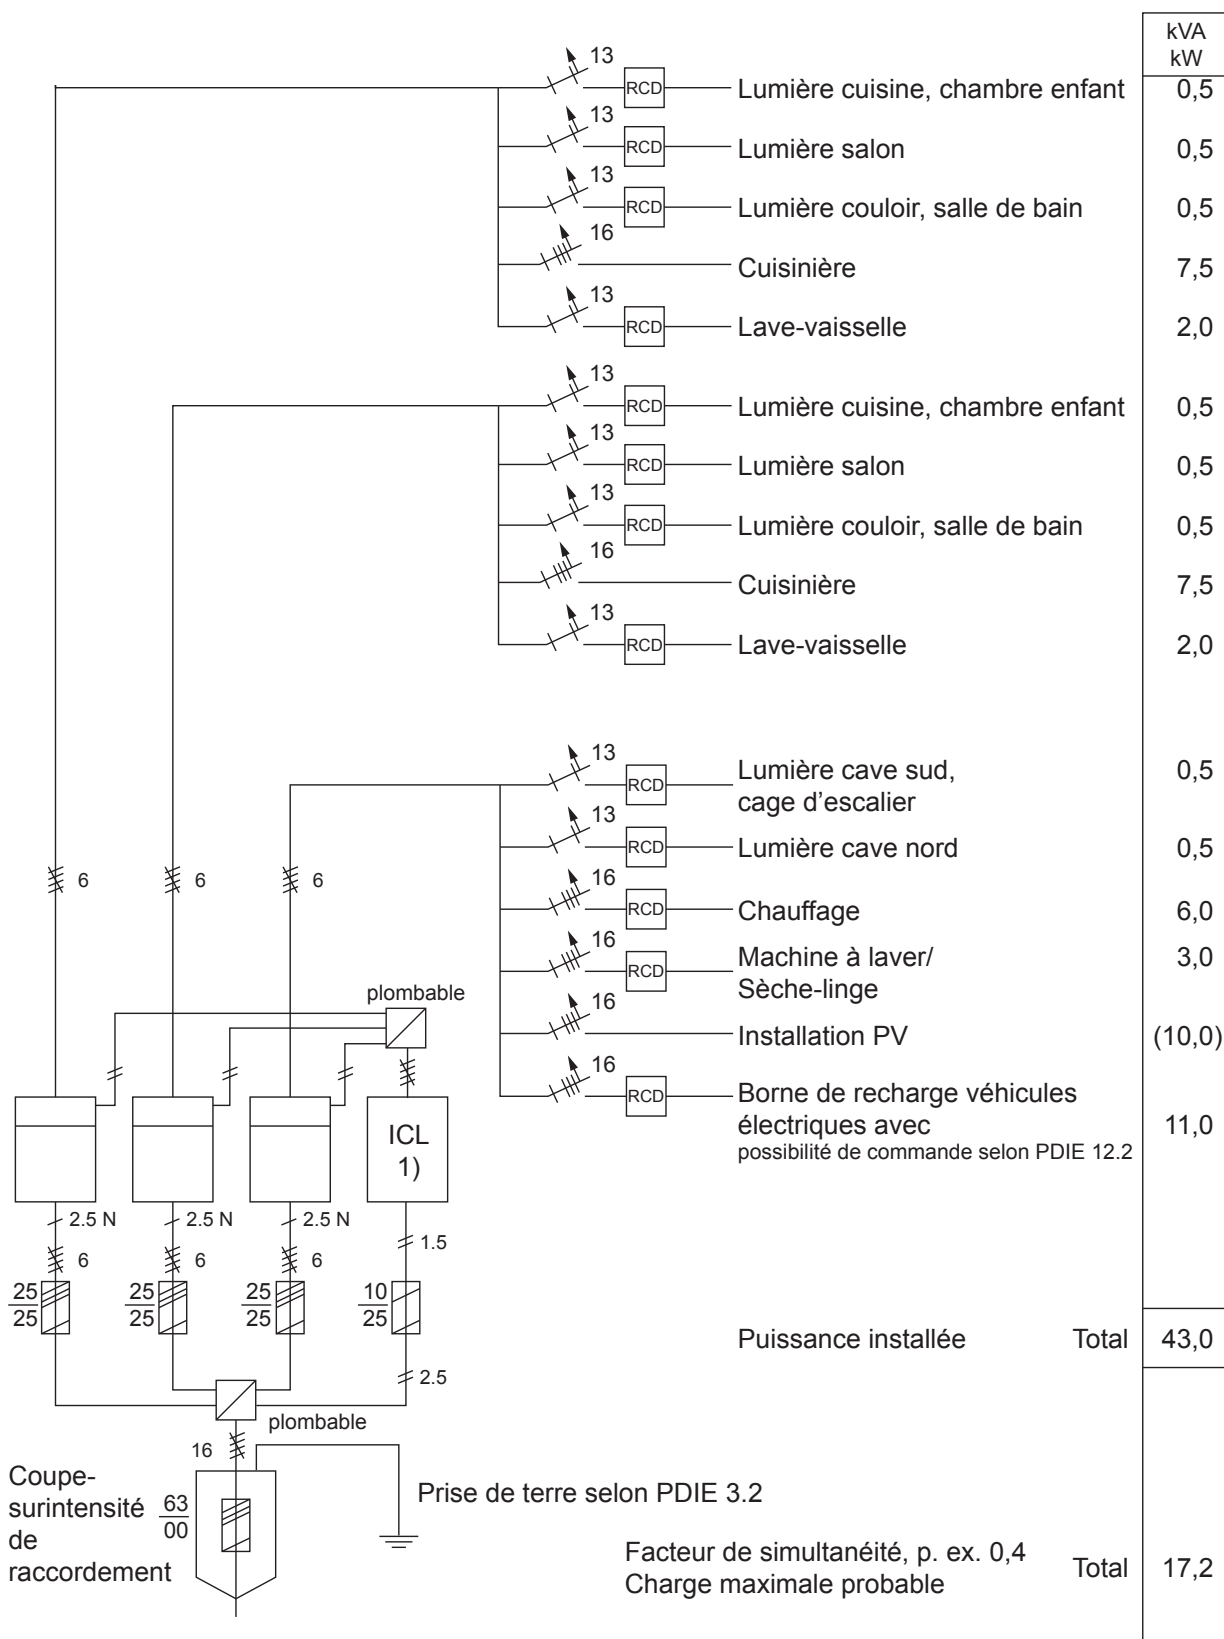 kVA
kW
13
RCD
Lumière cuisine, chambre enfant
0,5
13
RCD
Lumière salon
0,5
13
RCD
Lumière couloir, salle de bain
0,5
16
Cuisinière
7,5
13
RCD
Lave-vaisselle
2,0
13
RCD
Lumière cuisine, chambre enfant
0,5
13
RCD
Lumière salon
0,5
13
RCD
Lumière couloir, salle de bain
0,5
16
Cuisinière
7,5
13
RCD
Lave-vaisselle
2,0
13
RCD
Lumière cave sud,
cage d'escalier
0,5
13
RCD
Lumière cave nord
0,5
16
RCD
Chauffage
6,0
16
RCD
Machine à laver/
Sèche-linge
3,0
16
Installation PV
(10,0)
16
RCD
Borne de recharge véhicules
électriques avec
possibilité de commande selon PDIE 12.2
11,0
6
6
6
plombable
ICL
1)
2.5 N
2.5 N
2.5 N
1.5
6
6
6
25
25
25
25
25
25
10
25
2.5
Puissance installée Total 43,0
plombable
16
Coupe-
surintensité
de
raccordement
63
00
Prise de terre selon PDIE 3.2
Facteur de simultanéité, p. ex. 0,4
Charge maximale probable
Total 17,2